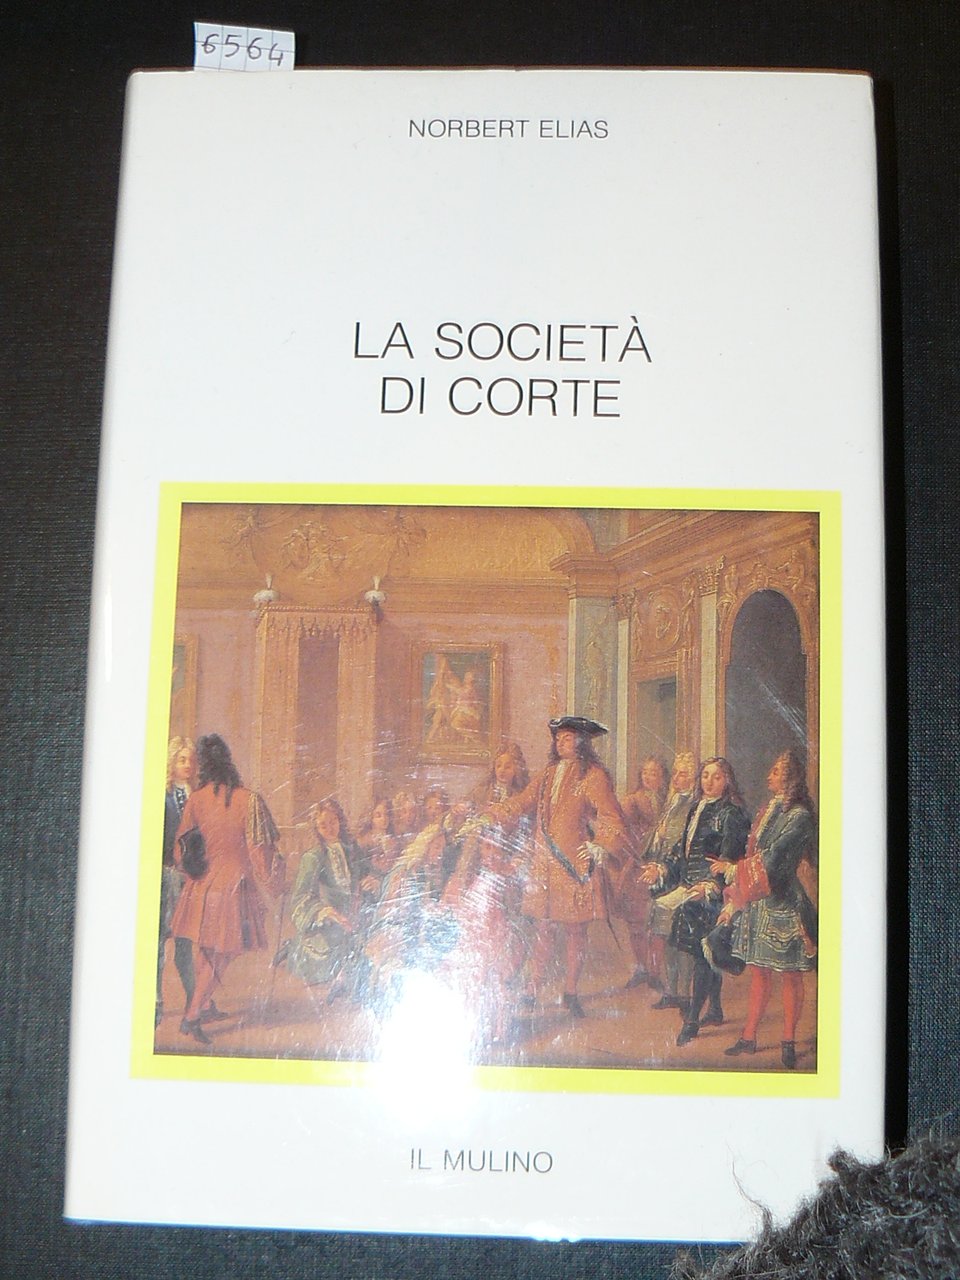 6564
NORBERT ELIAS
LA SOCIETÀ
DI CORTE
IL MULINO